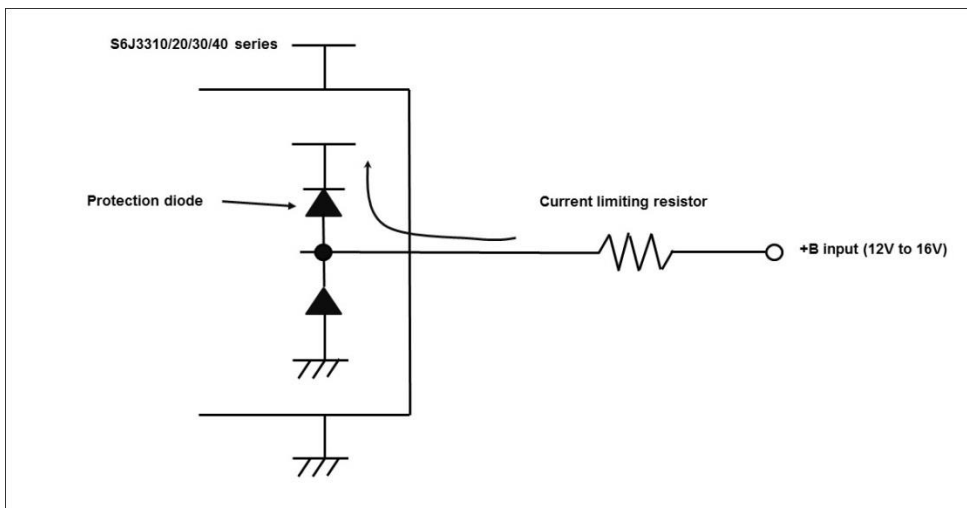 S6J3310/20/30/40 series
Protection diode
Current limiting resistor
+B input (12V to 16V)